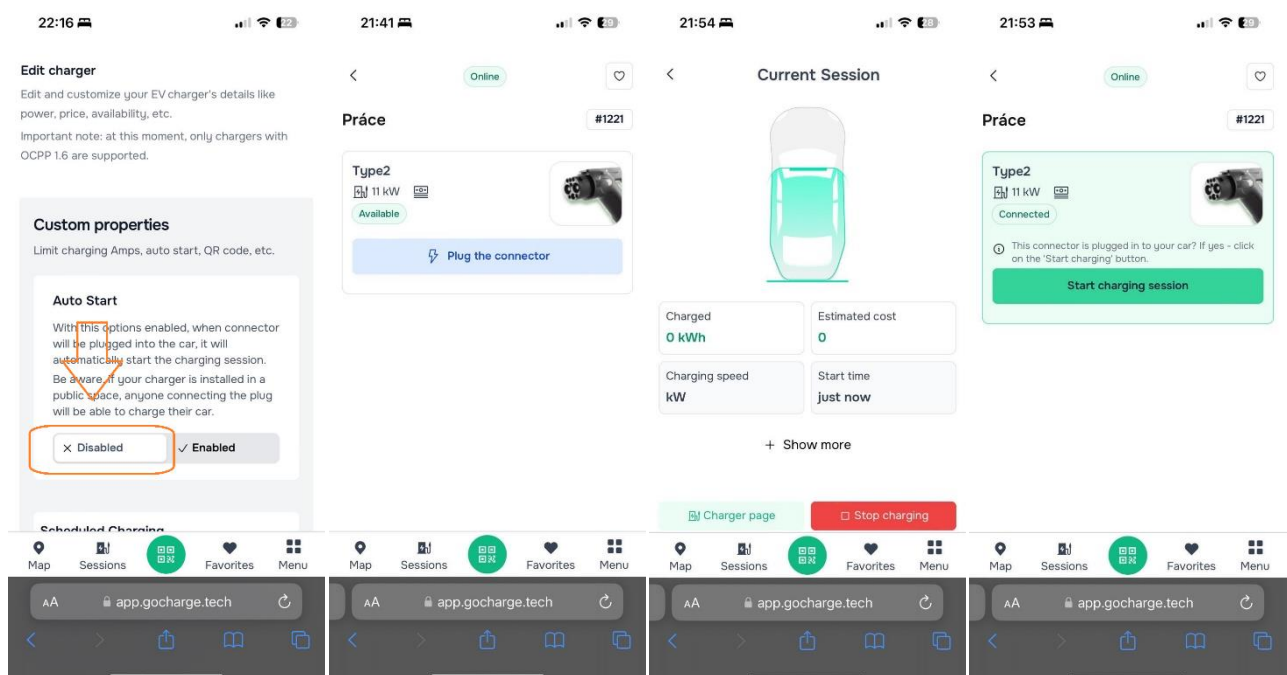 22:16
22
Edit charger
Edit and customize your EV charger's details like
power, price, availability, etc.
Important note: at this moment, only chargers with
OCPP 1.6 are supported.
Custom properties
Limit charging Amps, auto start, QR code, etc.
Auto Start
With this options enabled, when connector
will be plugged into the car, it will
automatically start the charging session.
Be aware, if your charger is installed in a
public space, anyone connecting the plug
will be able to charge their car.
Disabled
Enabled
Scheduled Charging
Map
Sessions
Favorites
Menu
AA
app.gocharge.tech
21:41
29
Online
Práce
#1221
Type2
11 kW
Available
Plug the connector
Map
Sessions
Favorites
Menu
AA
app.gocharge.tech
21:54
28
Current Session
Charged
0 kWh
Estimated cost
0
Charging speed
kW
Start time
just now
+ Show more
Charger page
Stop charging
Map
Sessions
Favorites
Menu
AA
app.gocharge.tech
21:53
29
Online
Práce
#1221
Type2
11 kW
Connected
This connector is plugged in to your car? If yes - click
on the 'Start charging' button.
Start charging session
Map
Sessions
Favorites
Menu
AA
app.gocharge.tech